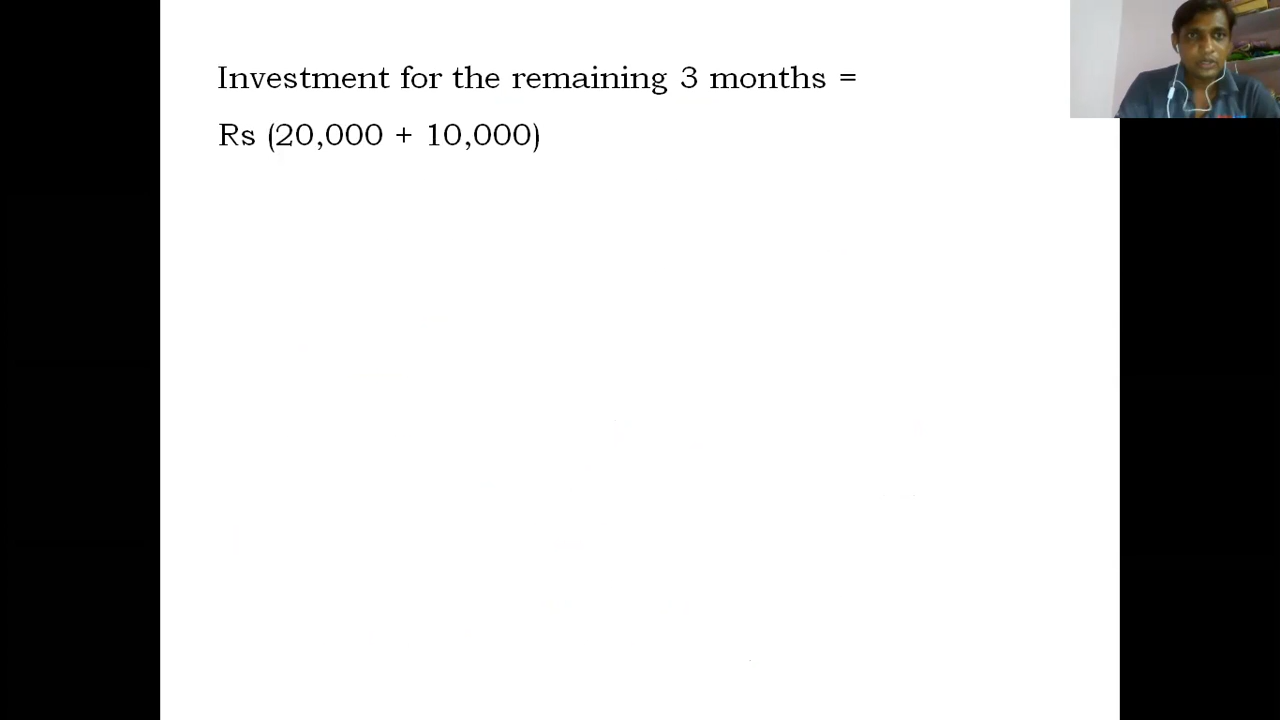 Investment for the remaining 3 months =
Rs (20,000 + 10,000)